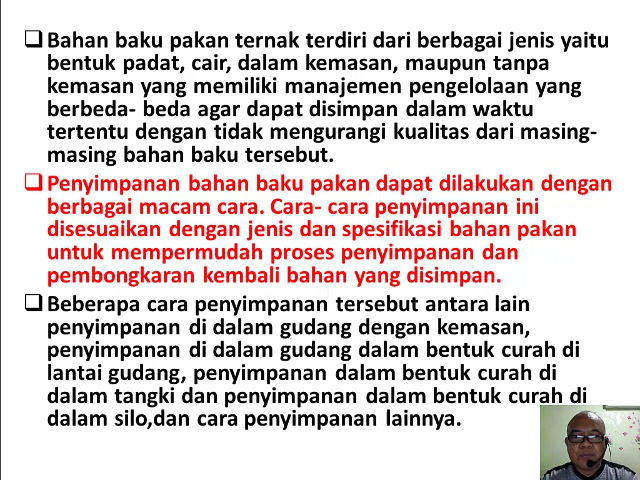 Bahan baku pakan ternak terdiri dari berbagai jenis yaitu
bentuk padat, cair, dalam kemasan, maupun tanpa
kemasan yang memiliki manajemen pengelolaan yang
berbeda- beda agar dapat disimpan dalam waktu
tertentu dengan tidak mengurangi kualitas dari masing-
masing bahan baku tersebut.
Penyimpanan bahan baku pakan dapat dilakukan dengan
berbagai macam cara. Cara- cara penyimpanan ini
disesuaikan dengan jenis dan spesifikasi bahan pakan
untuk mempermudah proses penyimpanan dan
pembongkaran kembali bahan yang disimpan.
Beberapa cara penyimpanan tersebut antara lain
penyimpanan di dalam gudang dengan kemasan,
penyimpanan di dalam gudang dalam bentuk curah di
lantai gudang, penyimpanan dalam bentuk curah di
dalam tangki dan penyimpanan dalam bentuk curah di
dalam silo,dan cara penyimpanan lainnya.